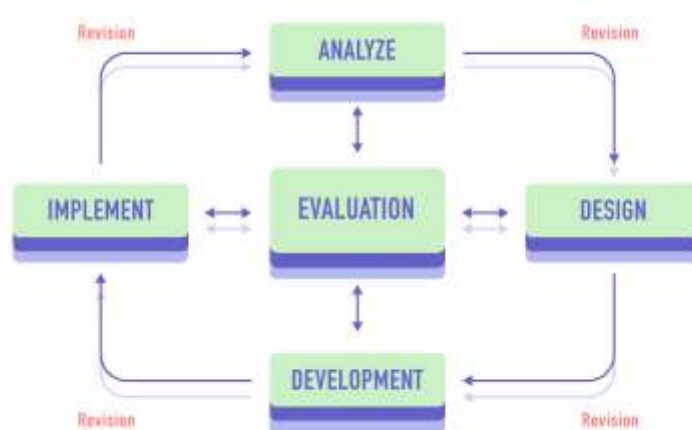 Revision
ANALYZE
Revision
IMPLEMENT
EVALUATION
DESIGN
DEVELOPMENT
Revision
Revision